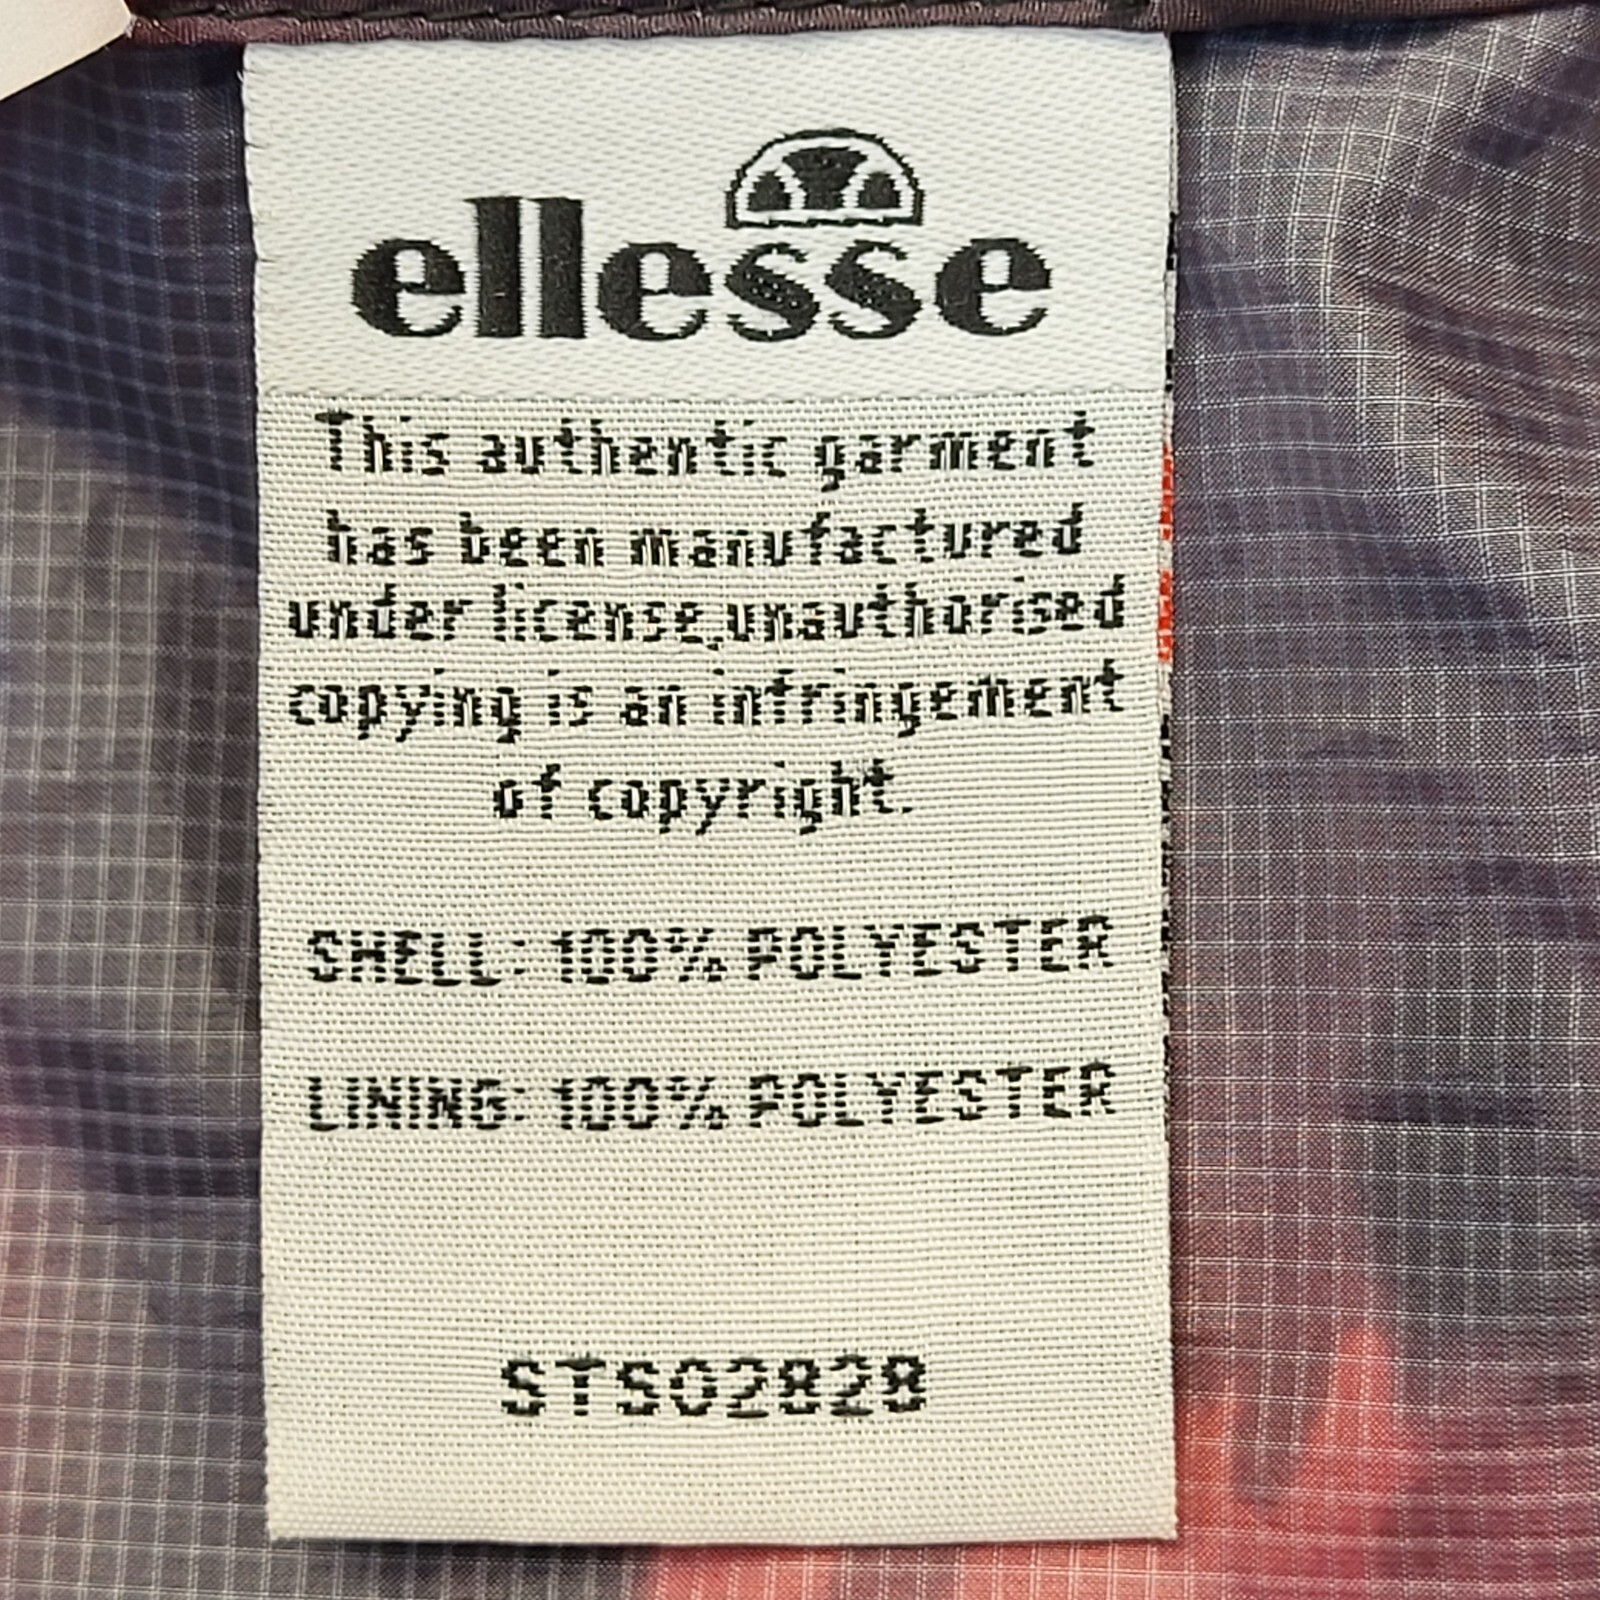 ellesse
This authentic garment
has been manufactured
under license,unauthorised
copying is an infringement
of copyright.
SHELL: 100% POLYESTER
LINING: 100% POLYESTER
STS02828